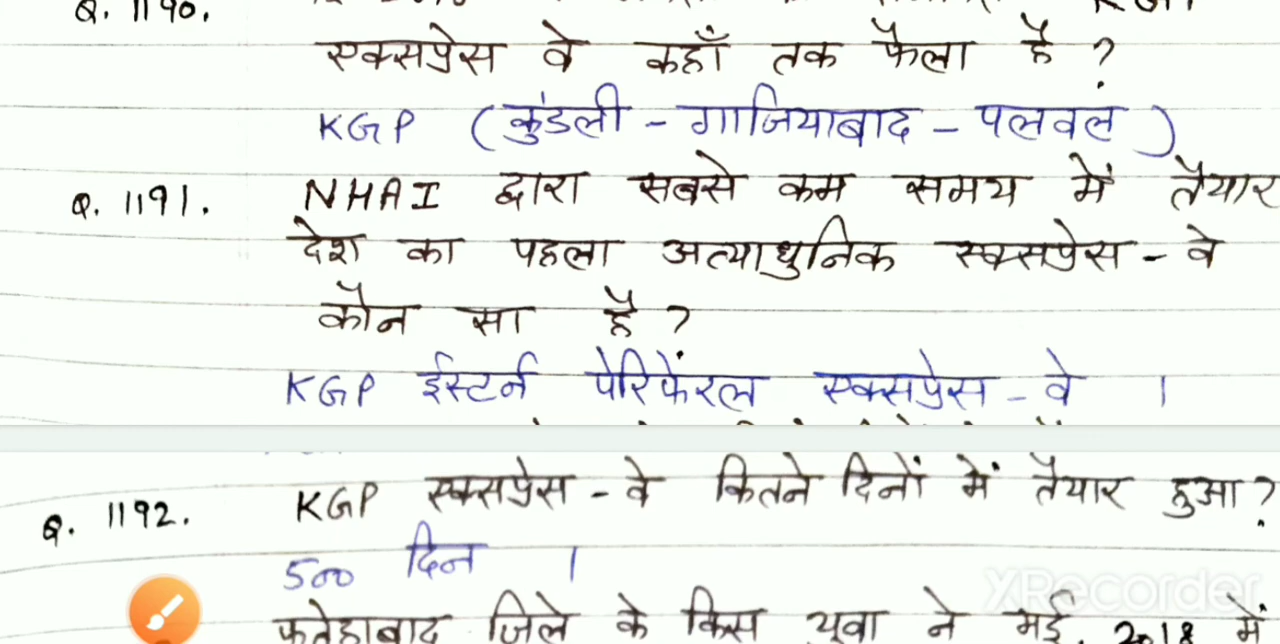 Q. 1190.
एक्सप्रेस वे कहाँ तक फैला है ?
KGP (कुंडली - गाजियाबाद - पलवल)
Q. 1191. NHAI द्वारा सबसे कम समय में तैयार
देश का पहला अत्याधुनिक एक्सप्रेस - वे
कौन सा है ?
KGP ईस्टर्न पेरिफेंरल एक्सप्रेस - वे ।
Q. 1192. KGP एक्सप्रेस - वे कितने दिनों में तैयार हुआ ?
500 दिन ।
XRecorder
फतेहाबाद जिले के किस युवा ने मई, 2018 में